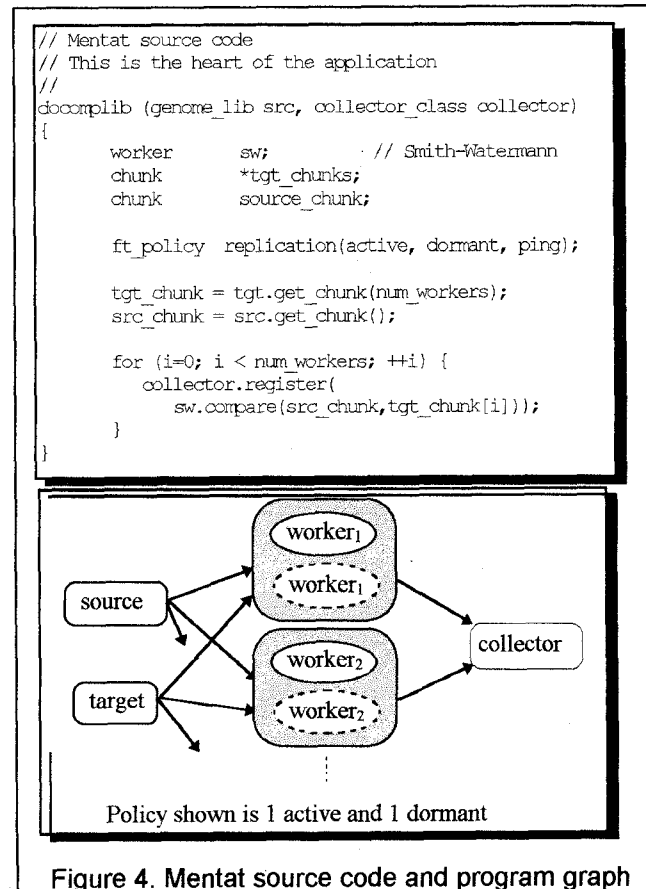 // Mentat source code
// This is the heart of the application
//
docomplib (genome_lib src, collector_class collector)
{
worker sw; // Smith-Watermann
chunk *tgt_chunks;
chunk source_chunk;
ft_policy replication(active, dormant, ping);
tgt_chunk = tgt.get_chunk(num_workers);
src_chunk = src.get_chunk();
for (i=0; i < num_workers; ++i) {
collector.register(
sw.compare(src_chunk,tgt_chunk[i]));
}
}
worker1
worker1
source
worker2
collector
target
worker2
Policy shown is 1 active and 1 dormant
Figure 4. Mentat source code and program graph